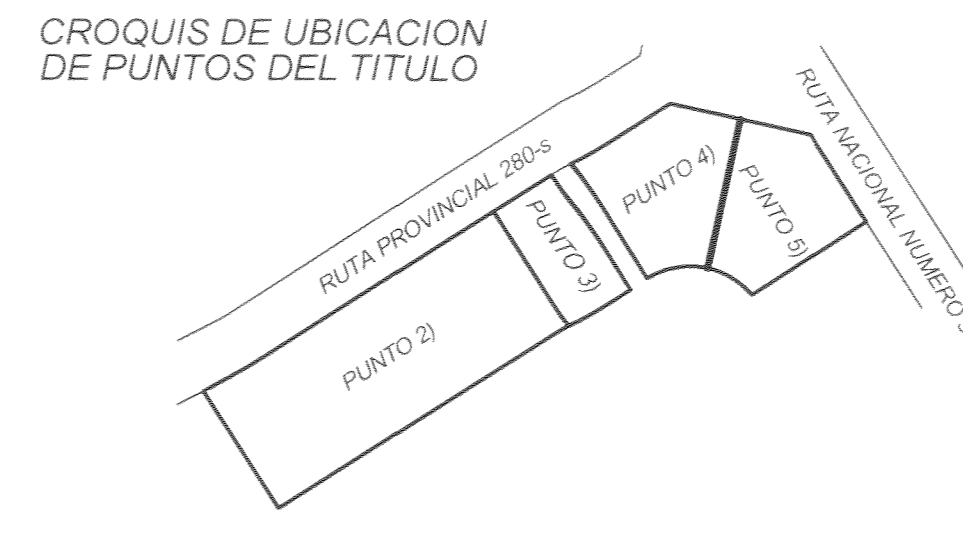 CROQUIS DE UBICACION
DE PUNTOS DEL TITULO
RUTA PROVINCIAL 280-s
RUTA NACIONAL NUMERO
PUNTO 4)
PUNTO 5)
PUNTO 3)
PUNTO 2)